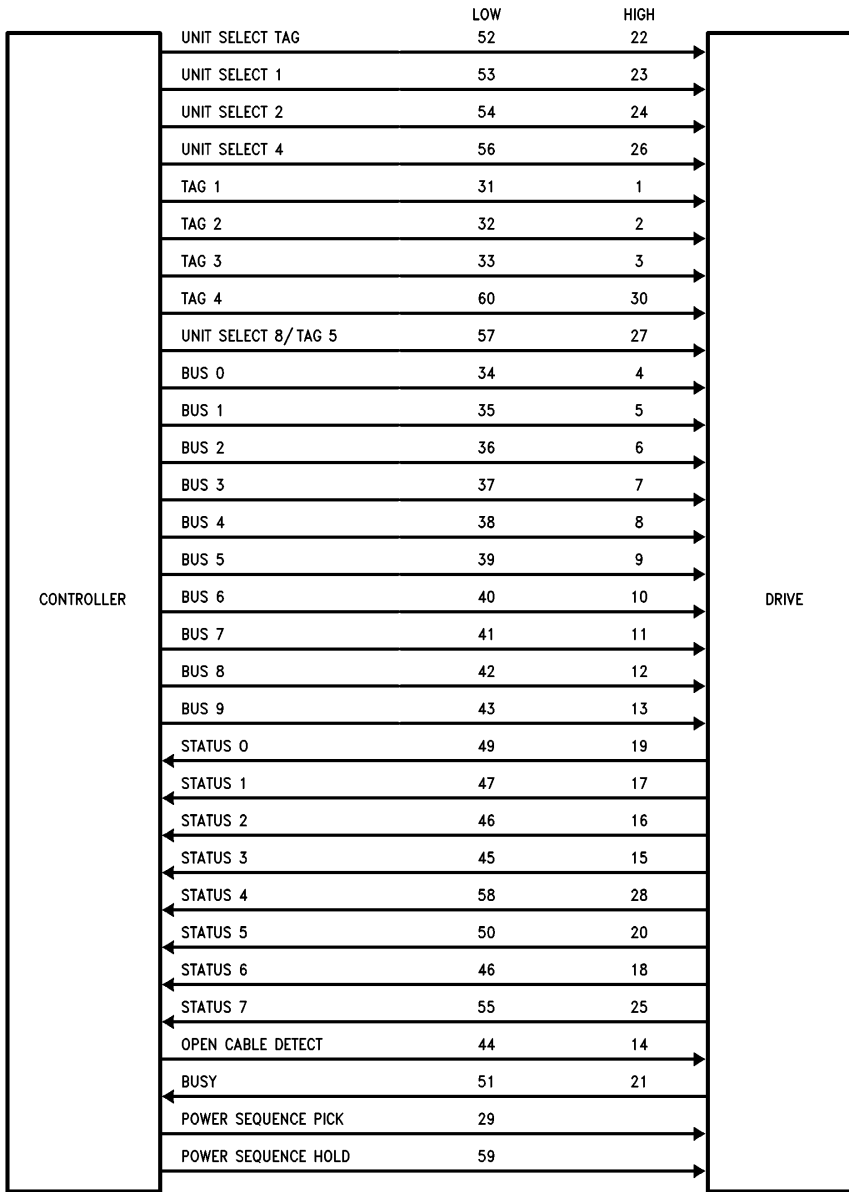 LOW HIGH
UNIT SELECT TAG 52 22
UNIT SELECT 1 53 23
UNIT SELECT 2 54 24
UNIT SELECT 4 56 26
TAG 1 31 1
TAG 2 32 2
TAG 3 33 3
TAG 4 60 30
UNIT SELECT 8/TAG 5 57 27
BUS 0 34 4
BUS 1 35 5
BUS 2 36 6
BUS 3 37 7
BUS 4 38 8
BUS 5 39 9
CONTROLLER BUS 6 40 10 DRIVE
BUS 7 41 11
BUS 8 42 12
BUS 9 43 13
STATUS 0 49 19
STATUS 1 47 17
STATUS 2 46 16
STATUS 3 45 15
STATUS 4 58 28
STATUS 5 50 20
STATUS 6 46 18
STATUS 7 55 25
OPEN CABLE DETECT 44 14
BUSY 51 21
POWER SEQUENCE PICK 29
POWER SEQUENCE HOLD 59